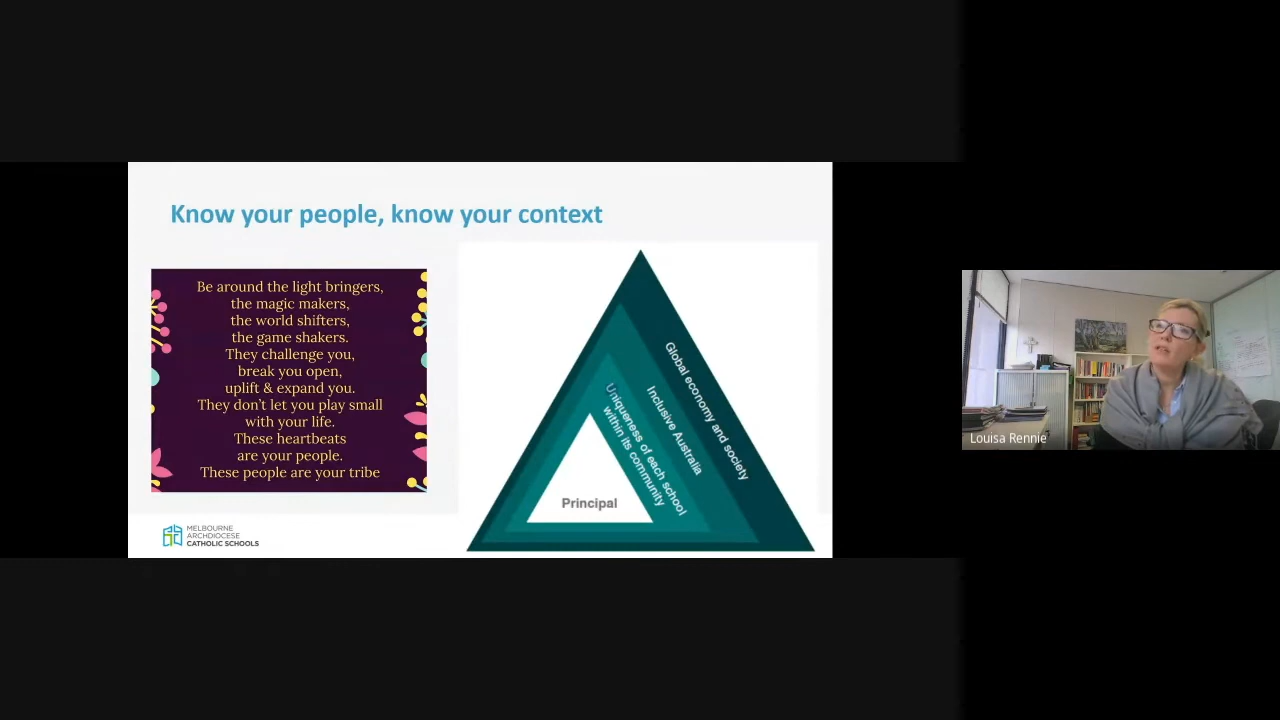 Know your people, know your context
Be around the light bringers,
the magic makers,
the world shifters,
the game shakers.
They challenge you,
break you open,
uplift & expand you.
They don't let you play small
with your life.
These heartbeats
are your people.
These people are your tribe
Global economy and society
Inclusive Australia
Uniqueness of each school
within its community
Principal
MELBOURNE
ARCHDIOCESE
CATHOLIC SCHOOLS
Louisa Rennie